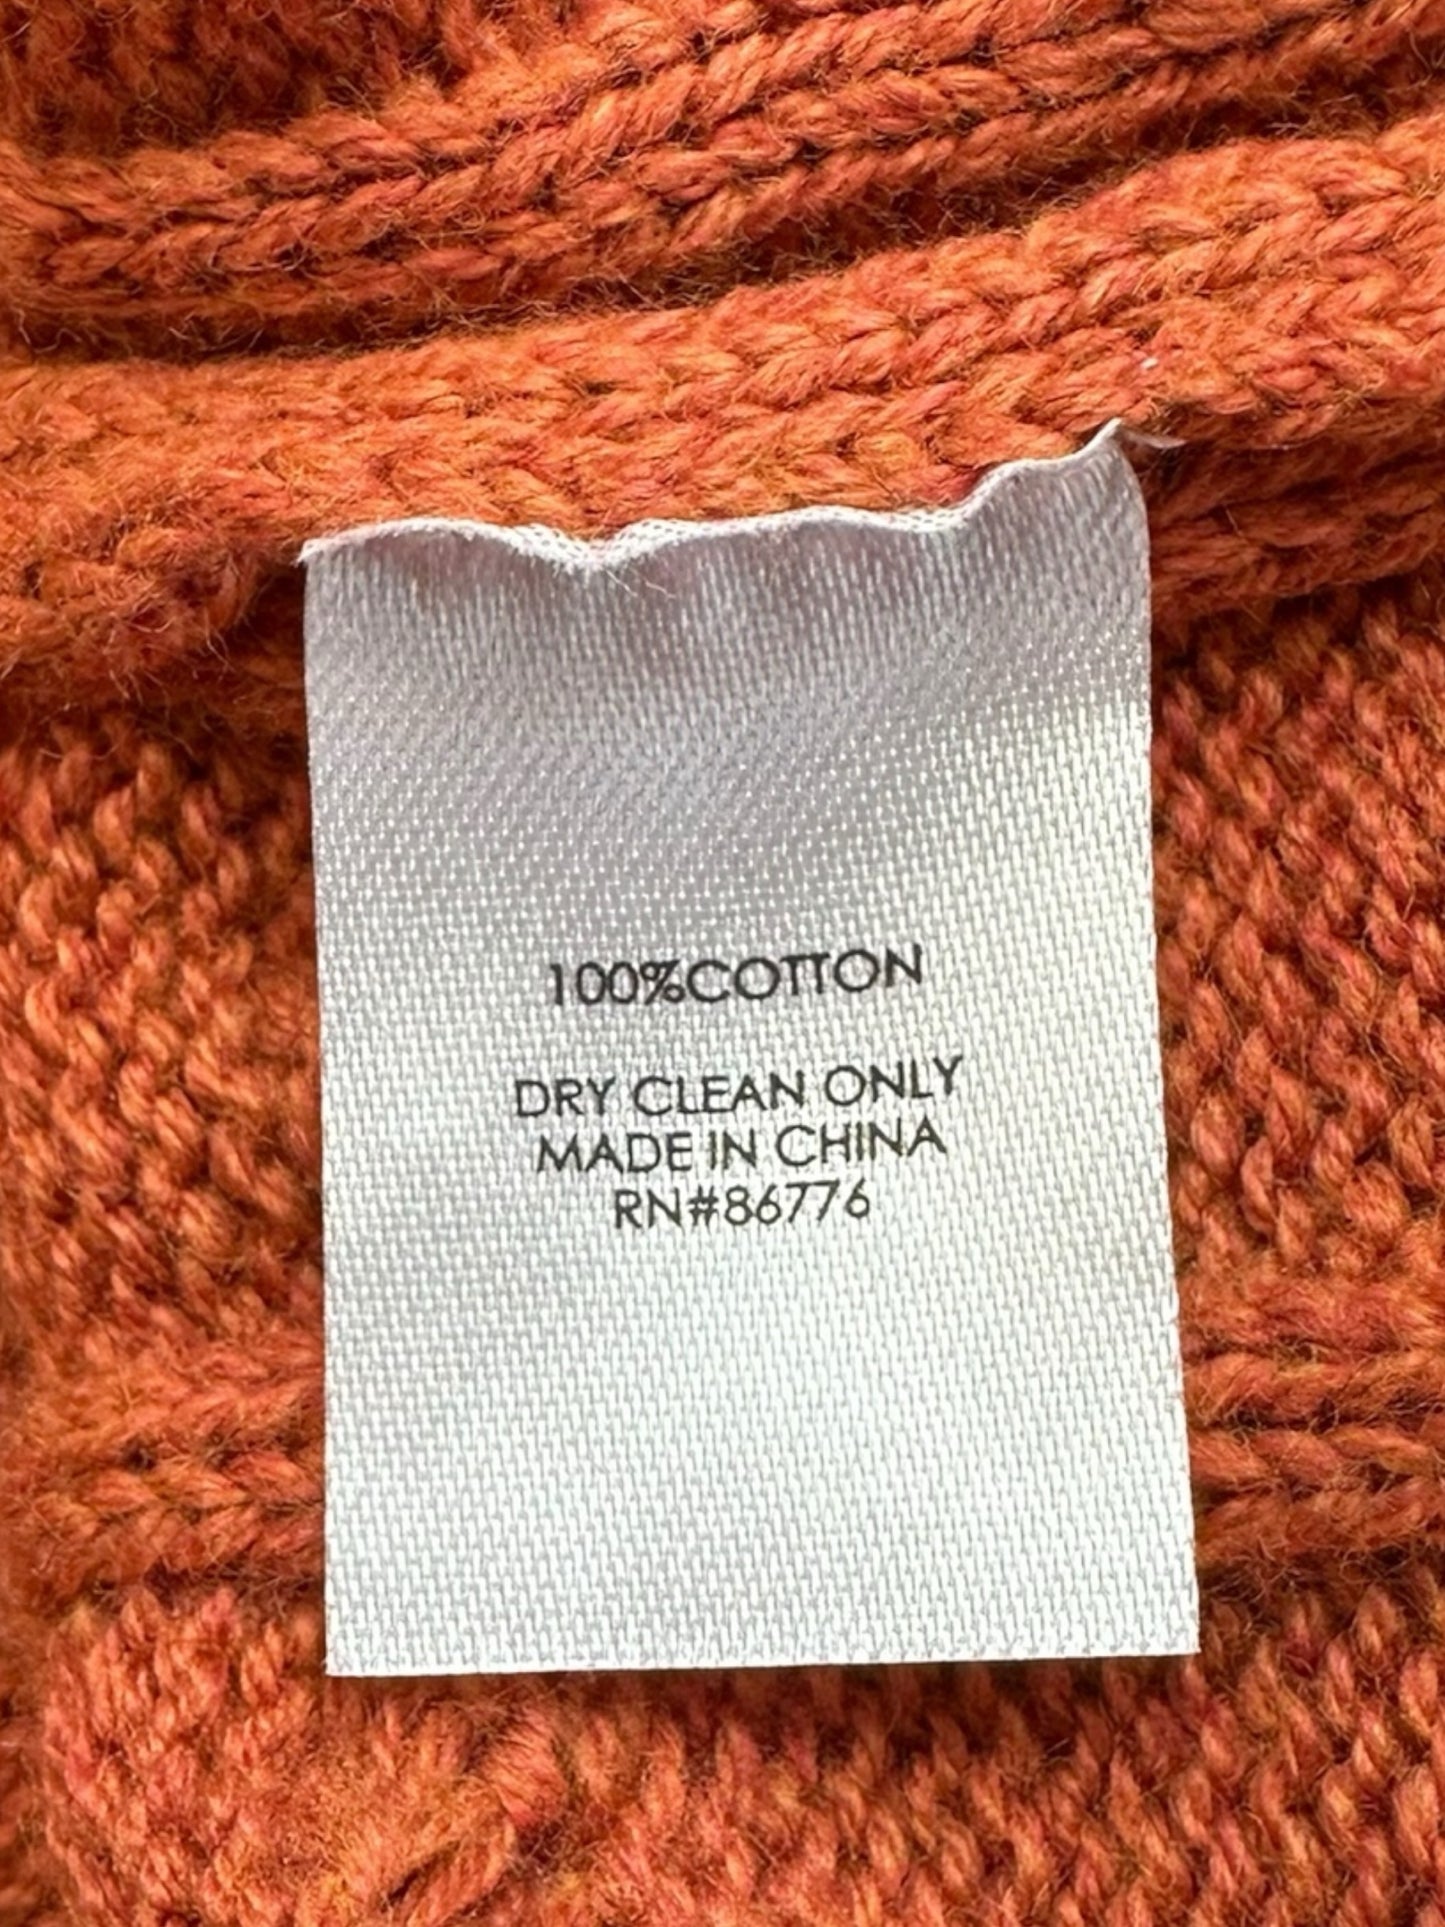 100%COTTON
DRY CLEAN ONLY
MADE IN CHINA
RN#86776